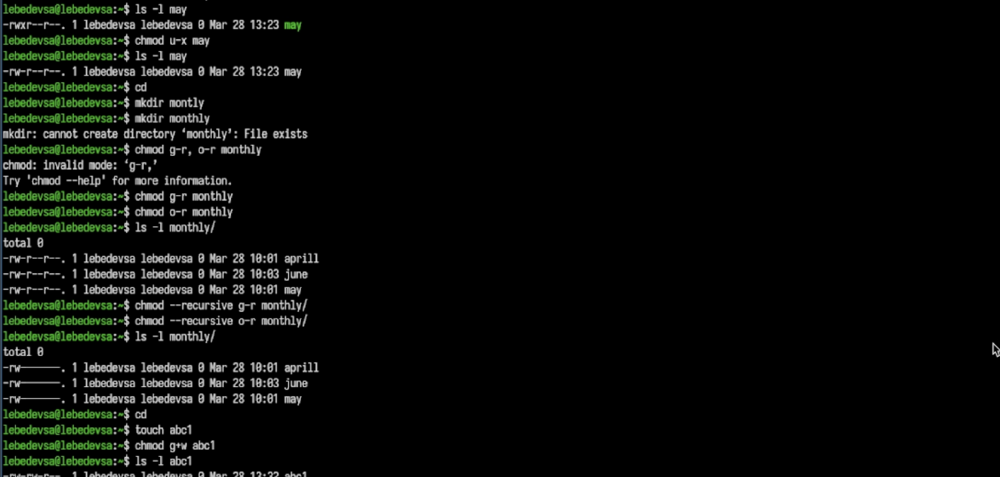 lebedevsa@lebedevsa:~$ ls -l may
-rwxr--r--. 1 lebedevsa lebedevsa 0 Mar 28 13:23 may
lebedevsa@lebedevsa:~$ chmod u-x may
lebedevsa@lebedevsa:~$ ls -l may
-rw-r--r--. 1 lebedevsa lebedevsa 0 Mar 28 13:23 may
lebedevsa@lebedevsa:~$ cd
lebedevsa@lebedevsa:~$ mkdir montly
lebedevsa@lebedevsa:~$ mkdir monthly
mkdir: cannot create directory ‘monthly’: File exists
lebedevsa@lebedevsa:~$ chmod g-r, o-r monthly
chmod: invalid mode: ‘g-r,’
Try 'chmod --help' for more information.
lebedevsa@lebedevsa:~$ chmod g-r monthly
lebedevsa@lebedevsa:~$ chmod o-r monthly
lebedevsa@lebedevsa:~$ ls -l monthly/
total 0
-rw-r--r--. 1 lebedevsa lebedevsa 0 Mar 28 10:01 aprill
-rw-r--r--. 1 lebedevsa lebedevsa 0 Mar 28 10:03 june
-rw-r--r--. 1 lebedevsa lebedevsa 0 Mar 28 10:01 may
lebedevsa@lebedevsa:~$ chmod --recursive g-r monthly/
lebedevsa@lebedevsa:~$ chmod --recursive o-r monthly/
lebedevsa@lebedevsa:~$ ls -l monthly/
total 0
-rw-------. 1 lebedevsa lebedevsa 0 Mar 28 10:01 aprill
-rw-------. 1 lebedevsa lebedevsa 0 Mar 28 10:03 june
-rw-------. 1 lebedevsa lebedevsa 0 Mar 28 10:01 may
lebedevsa@lebedevsa:~$ cd
lebedevsa@lebedevsa:~$ touch abc1
lebedevsa@lebedevsa:~$ chmod g+w abc1
lebedevsa@lebedevsa:~$ ls -l abc1
-rw-rw-r--. 1 lebedevsa lebedevsa 0 Mar 28 13:32 abc1